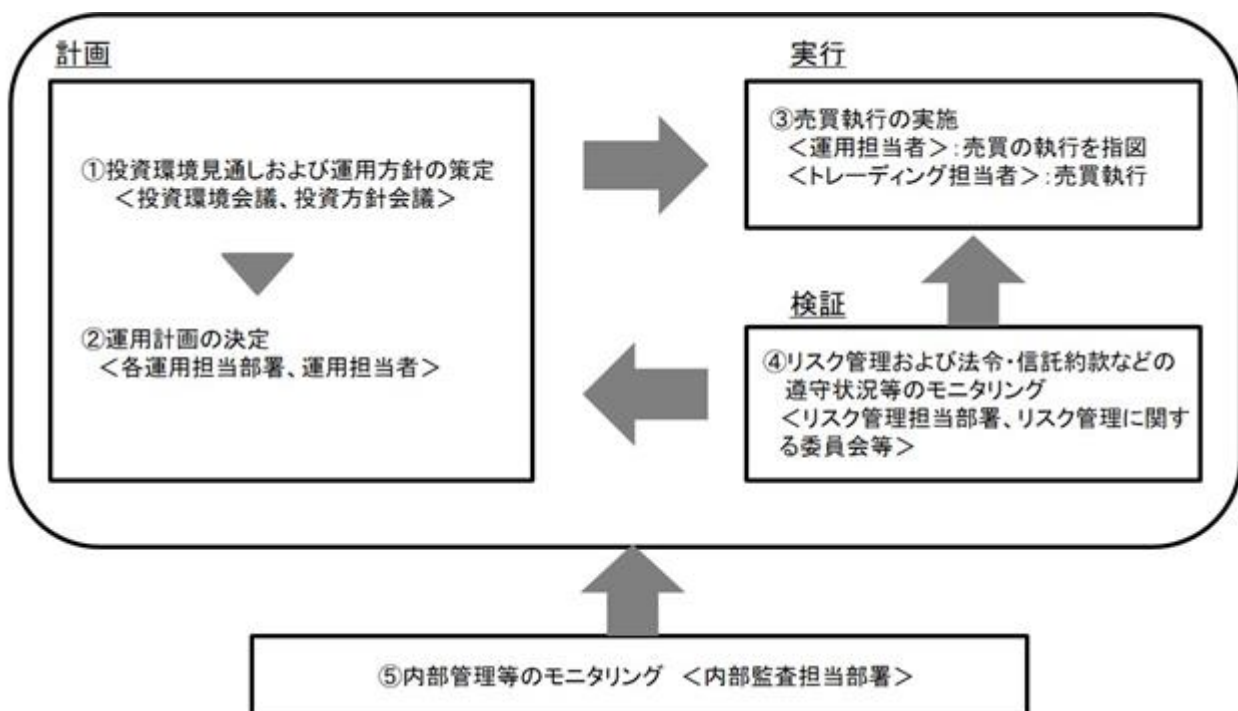 計画
①投資環境見通しおよび運用方針の策定
＜投資環境会議、投資方針会議＞
②運用計画の決定
＜各運用担当部署、運用担当者＞
実行
③売買執行の実施
＜運用担当者＞：売買の執行を指図
＜トレーディング担当者＞：売買執行
検証
④リスク管理および法令・信託約款などの
遵守状況等のモニタリング
＜リスク管理担当部署、リスク管理に関す
る委員会等＞
⑤内部管理等のモニタリング ＜内部監査担当部署＞